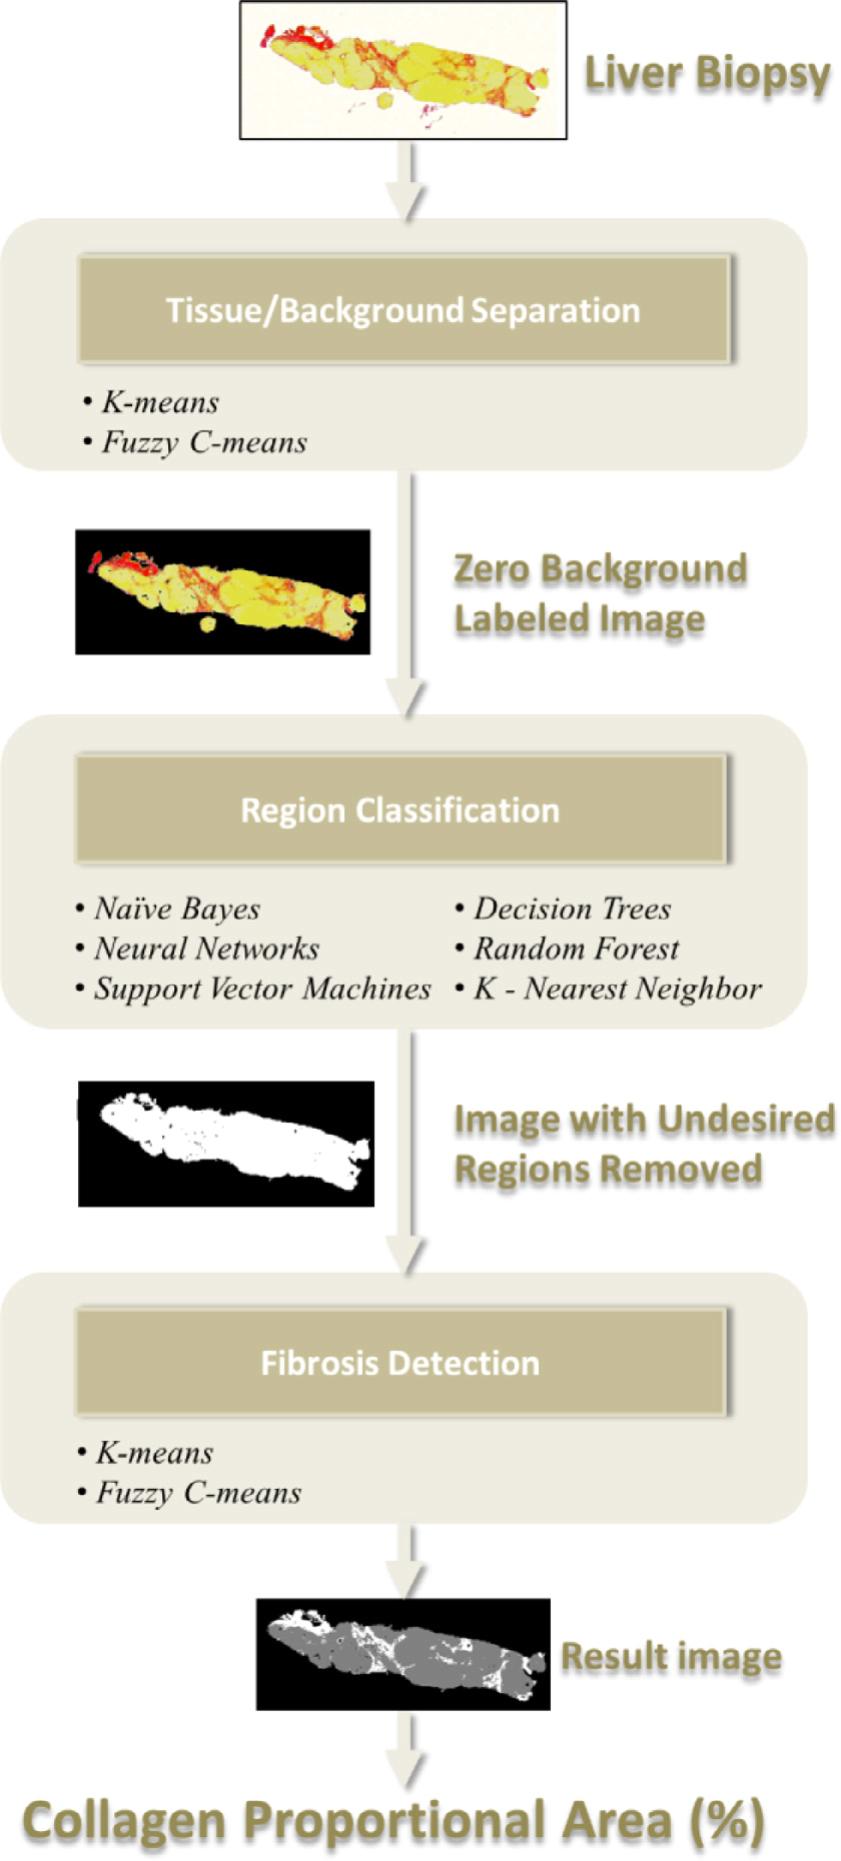 Liver Biopsy
Tissue/Background Separation
• K-means
• Fuzzy C-means
Zero Background
Labeled Image
Region Classification
• Naïve Bayes
• Neural Networks
• Support Vector Machines
• Decision Trees
• Random Forest
• K - Nearest Neighbor
Image with Undesired
Regions Removed
Fibrosis Detection
• K-means
• Fuzzy C-means
Result image
Collagen Proportional Area (%)